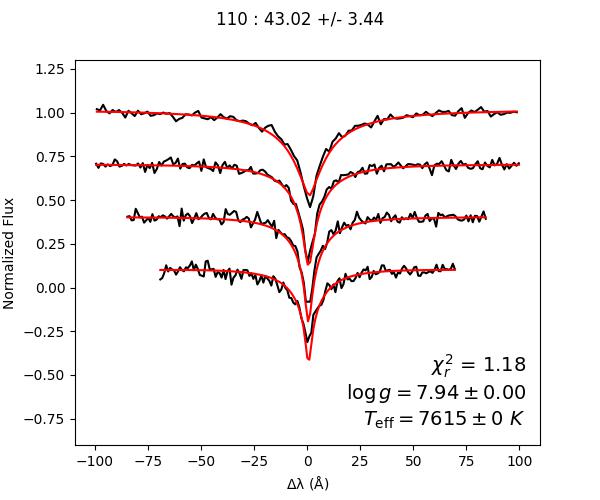 110 : 43.02 +/- 3.44
1.25
1.00
0.75
0.50
0.25
0.00
−0.25
−0.50
−0.75
Normalized Flux
χ²ᵣ = 1.18
log g = 7.94 ± 0.00
T_eff = 7615 ± 0 K
−100 −75 −50 −25 0 25 50 75 100
Δλ (Å)